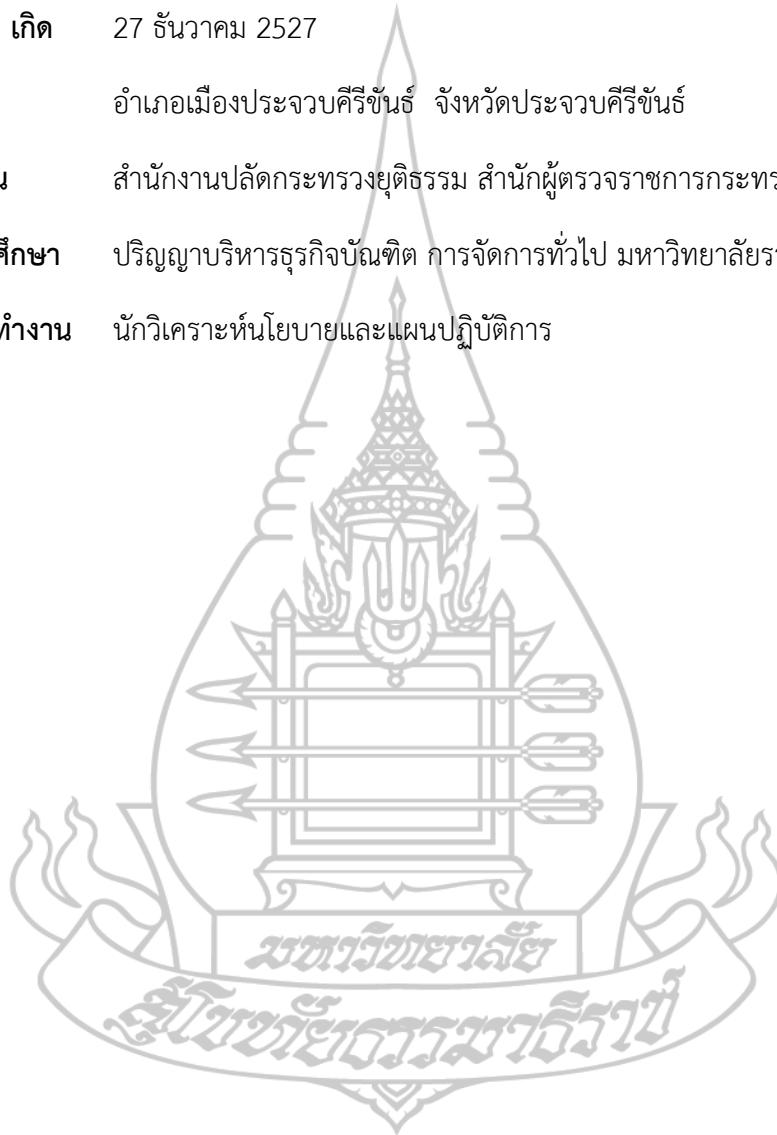 เกิด 27 ธันวาคม 2527
อำเภอเมืองประจวบคีรีขันธ์ จังหวัดประจวบคีรีขันธ์
สำนักงานปลัดกระทรวงยุติธรรม สำนักผู้ตรวจราชการกระทร
ศึกษา ปริญญาบริหารธุรกิจบัณฑิต การจัดการทั่วไป มหาวิทยาลัยรา
ทำงาน นักวิเคราะห์นโยบายและแผนปฏิบัติการ
มหาวิทยาลัย
สุโขทัยธรรมาธิราช